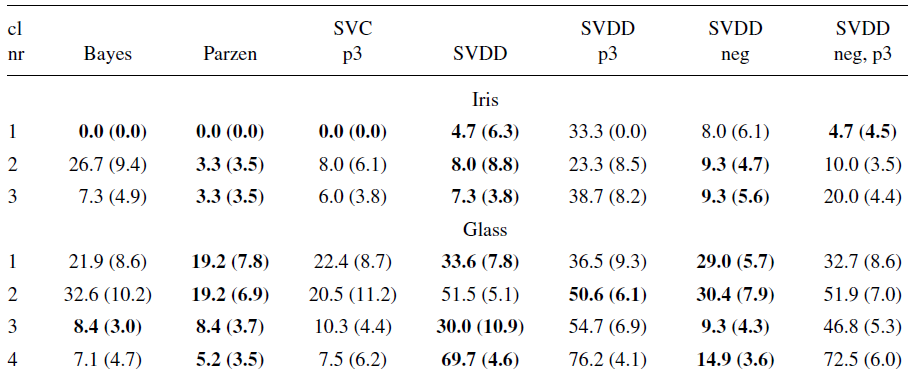 cl SVC SVDD SVDD SVDD
nr Bayes Parzen p3 SVDD p3 neg neg, p3
Iris
1 0.0 (0.0) 0.0 (0.0) 0.0 (0.0) 4.7 (6.3) 33.3 (0.0) 8.0 (6.1) 4.7 (4.5)
2 26.7 (9.4) 3.3 (3.5) 8.0 (6.1) 8.0 (8.8) 23.3 (8.5) 9.3 (4.7) 10.0 (3.5)
3 7.3 (4.9) 3.3 (3.5) 6.0 (3.8) 7.3 (3.8) 38.7 (8.2) 9.3 (5.6) 20.0 (4.4)
Glass
1 21.9 (8.6) 19.2 (7.8) 22.4 (8.7) 33.6 (7.8) 36.5 (9.3) 29.0 (5.7) 32.7 (8.6)
2 32.6 (10.2) 19.2 (6.9) 20.5 (11.2) 51.5 (5.1) 50.6 (6.1) 30.4 (7.9) 51.9 (7.0)
3 8.4 (3.0) 8.4 (3.7) 10.3 (4.4) 30.0 (10.9) 54.7 (6.9) 9.3 (4.3) 46.8 (5.3)
4 7.1 (4.7) 5.2 (3.5) 7.5 (6.2) 69.7 (4.6) 76.2 (4.1) 14.9 (3.6) 72.5 (6.0)